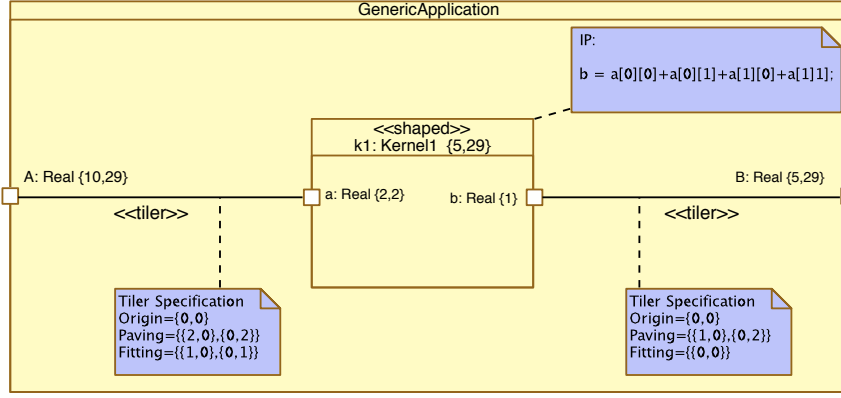 GenericApplication
IP:
b = a[0][0]+a[0][1]+a[1][0]+a[1]1];
<<shaped>>
k1: Kernel1 {5,29}
A: Real {10,29}
<<tiler>>
a: Real {2,2}
b: Real {1}
B: Real {5,29}
<<tiler>>
Tiler Specification
Origin={0,0}
Paving={{2,0},{0,2}}
Fitting={{1,0},{0,1}}
Tiler Specification
Origin={0,0}
Paving={{1,0},{0,2}}
Fitting={{0,0}}